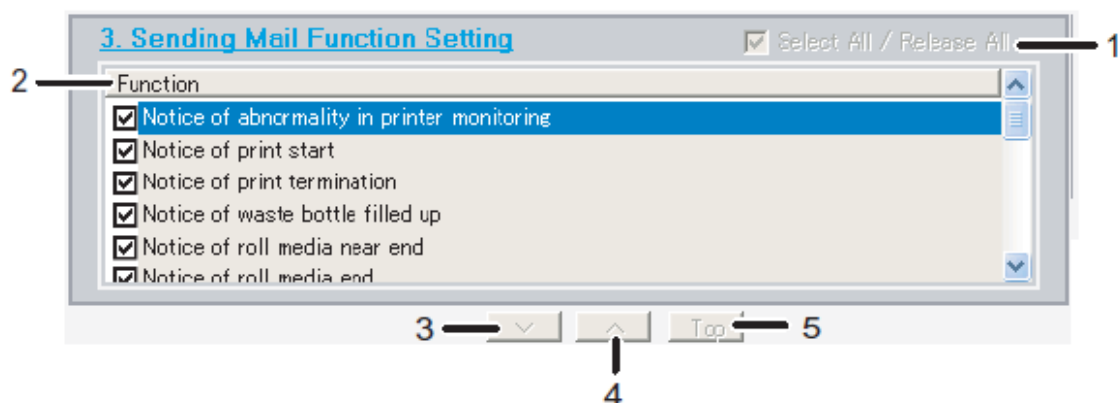 3. Sending Mail Function Setting
Select All / Release All
1
2
Function
Notice of abnormality in printer monitoring
Notice of print start
Notice of print termination
Notice of waste bottle filled up
Notice of roll media near end
Notice of roll media end
3
Top
5
4